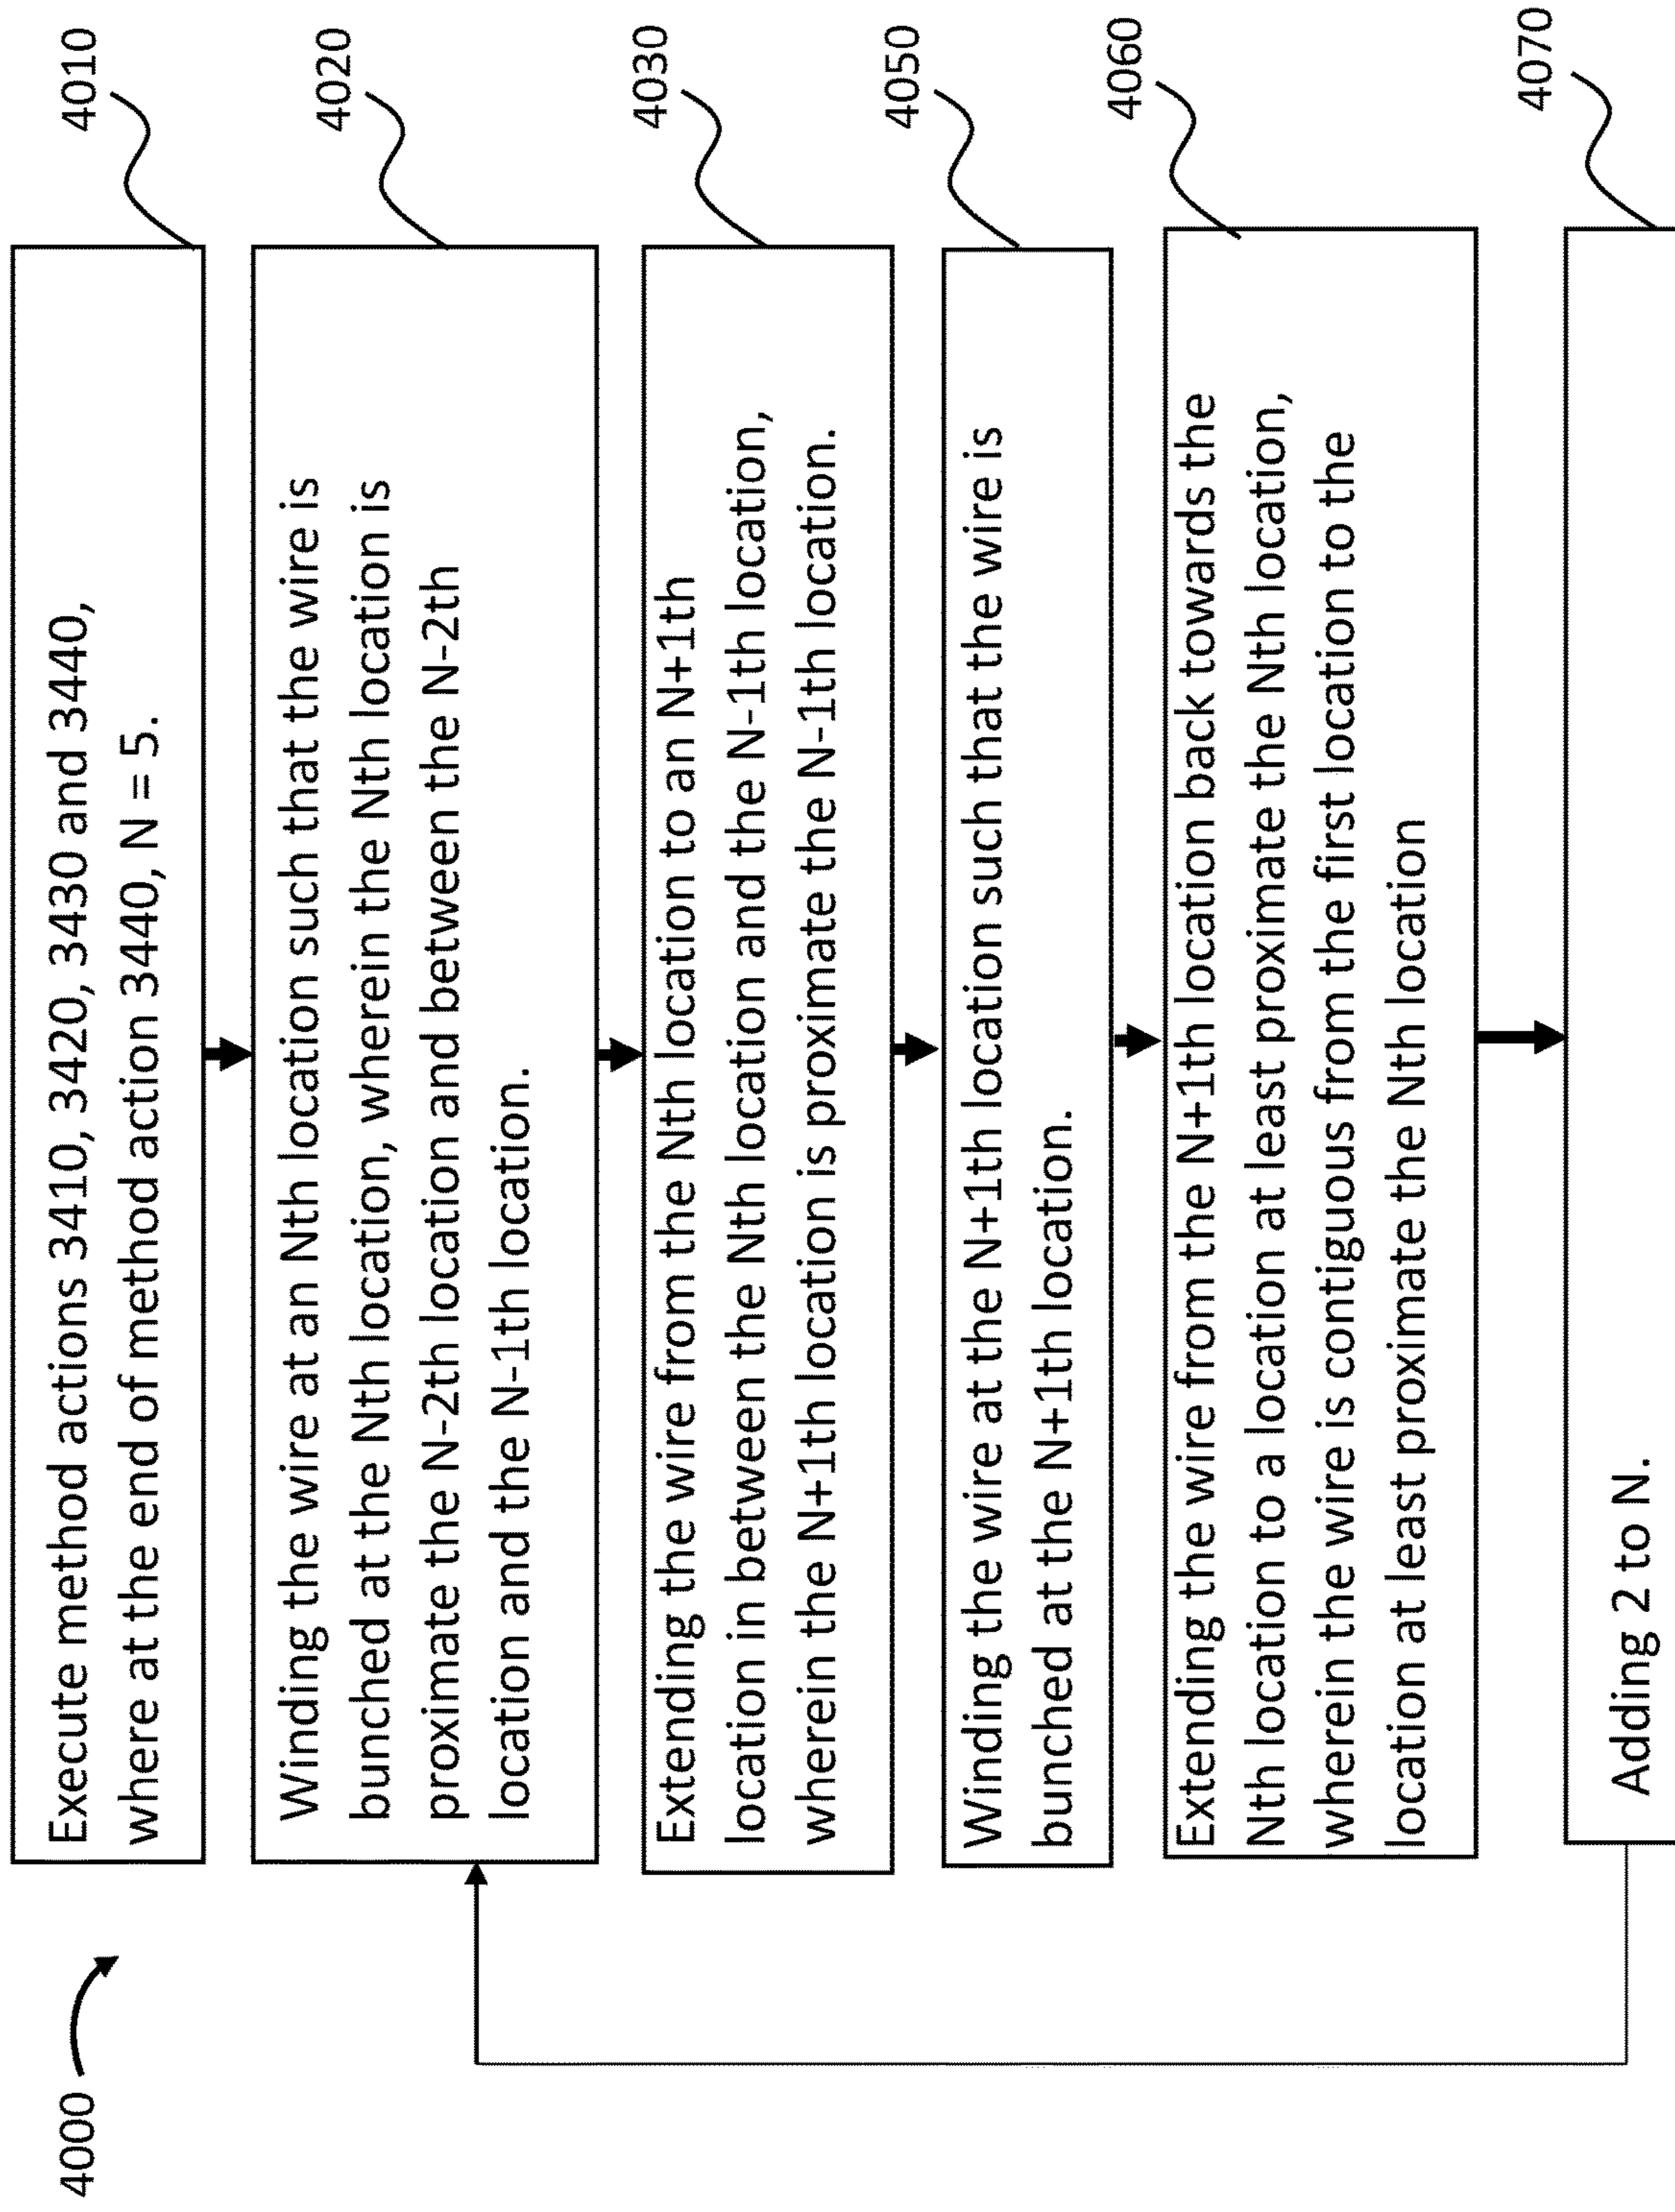 4000
Execute method actions 3410, 3420, 3430 and 3440,
where at the end of method action 3440, N = 5.
4010
Winding the wire at an Nth location such that the wire is
bunched at the Nth location, wherein the Nth location is
proximate the N-2th location and between the N-2th
location and the N-1th location.
4020
Extending the wire from the Nth location to an N+1th
location in between the Nth location and the N-1th location,
wherein the N+1th location is proximate the N-1th location.
4030
Winding the wire at the N+1th location such that the wire is
bunched at the N+1th location.
4050
Extending the wire from the N+1th location back towards the
Nth location to a location at least proximate the Nth location,
wherein the wire is contiguous from the first location to the
location at least proximate the Nth location
4060
Adding 2 to N.
4070